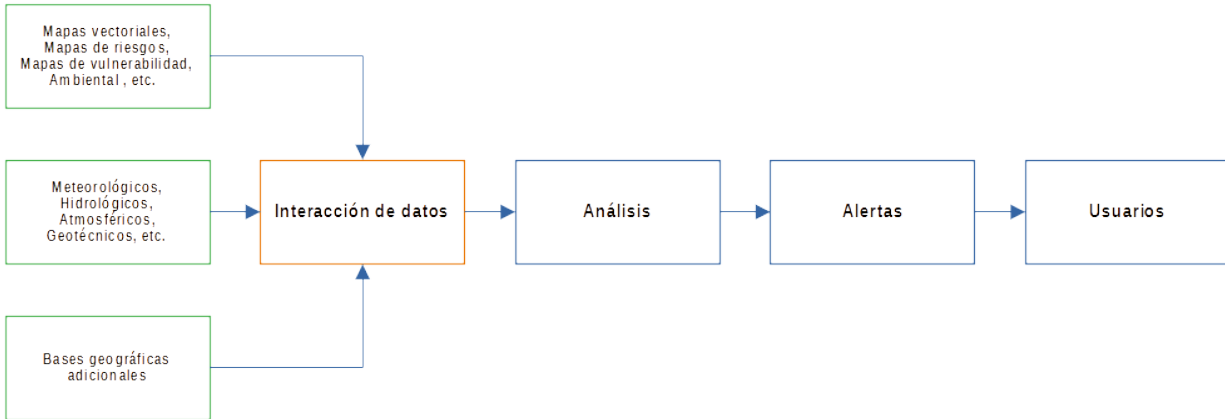 Mapas vectoriales,
Mapas de riesgos,
Mapas de vulnerabilidad,
Ambiental , etc.
Meteorológicos,
Hidrológicos,
Atmosféricos,
Geotécnicos, etc.
Interacción de datos
Análisis
Alertas
Usuarios
Bases geográficas
adicionales